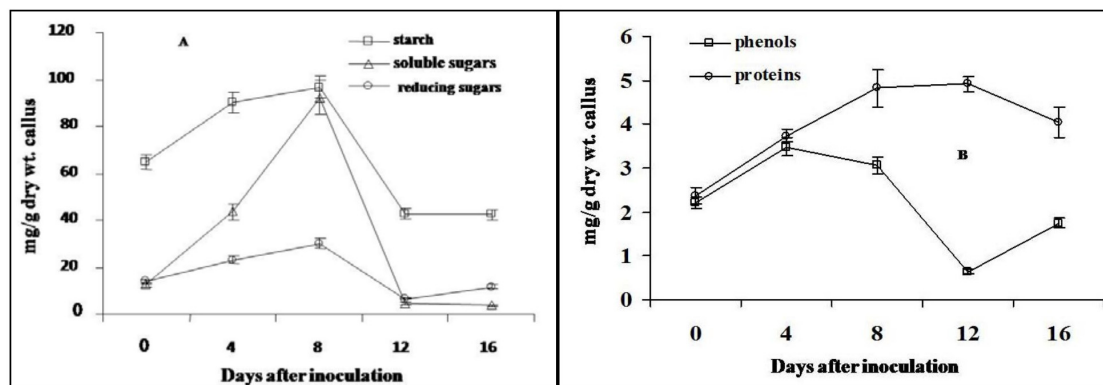 A
starch
soluble sugars
reducing sugars
mg/g dry wt. callus
120
100
80
60
40
20
0
0 4 8 12 16
Days after inoculation
phenols
proteins
B
mg/g dry wt. callus
6
5
4
3
2
1
0
0 4 8 12 16
Days after inoculation